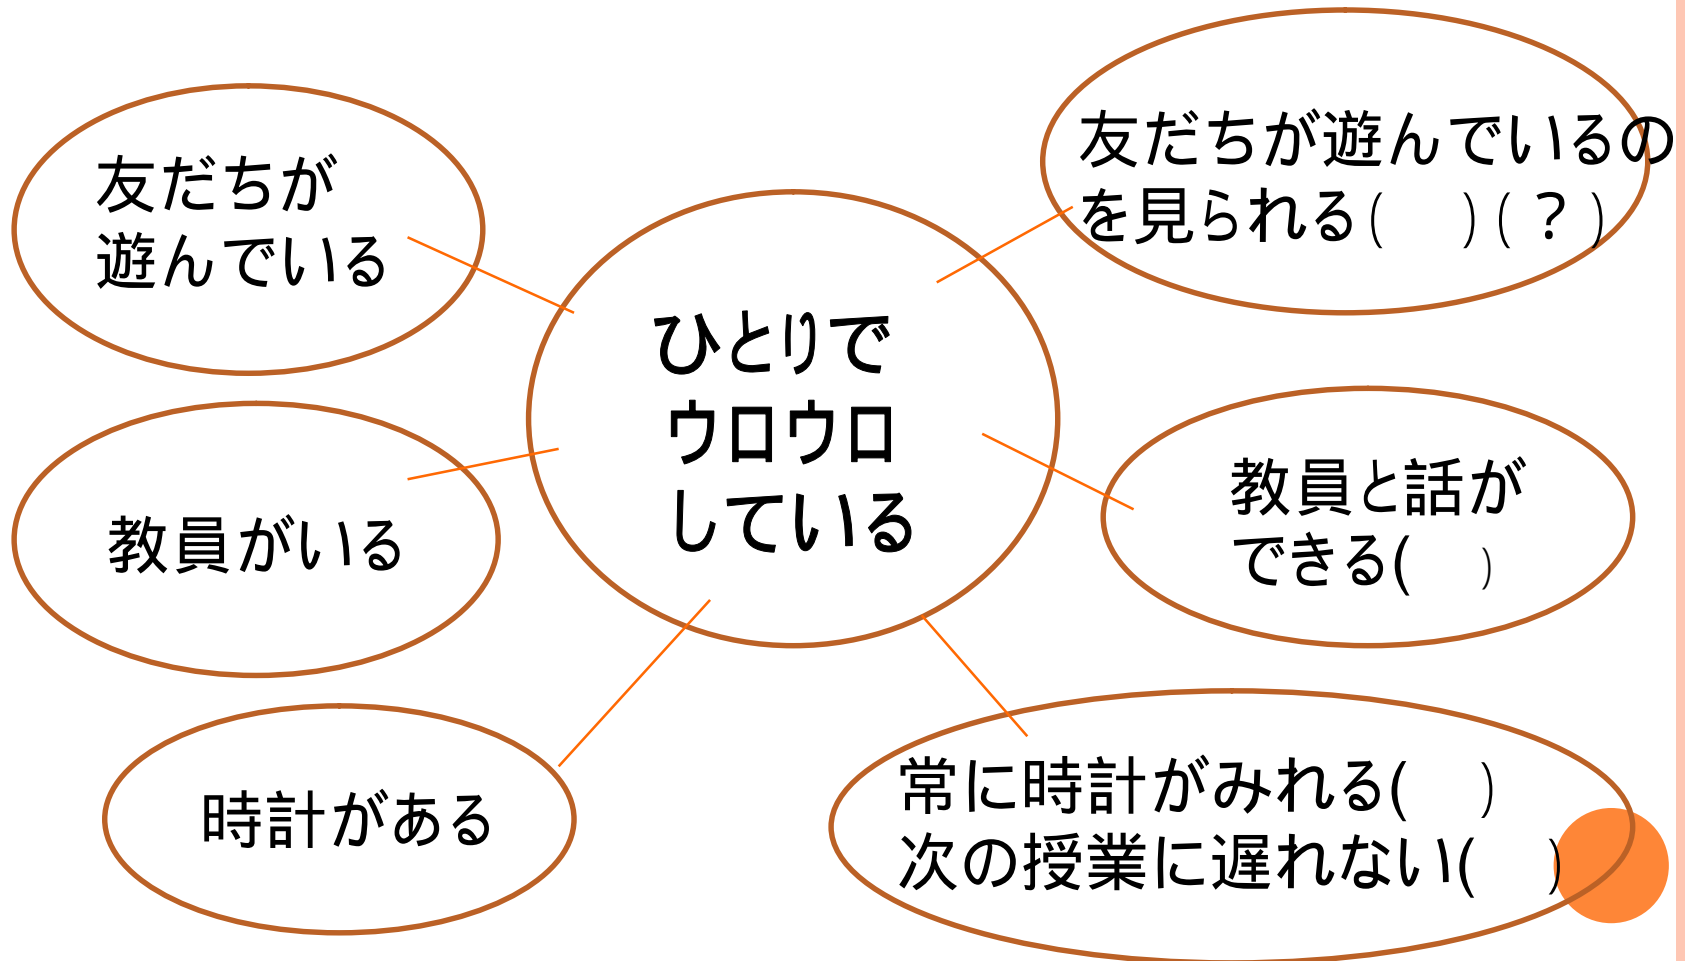 友だちが
遊んでいる
教員がいる
時計がある
ひとりで
ウロウロ
している
友だちが遊んでいるの
を見られる(　)(？)
教員と話が
できる(　)
常に時計がみれる(　)
次の授業に遅れない(　)